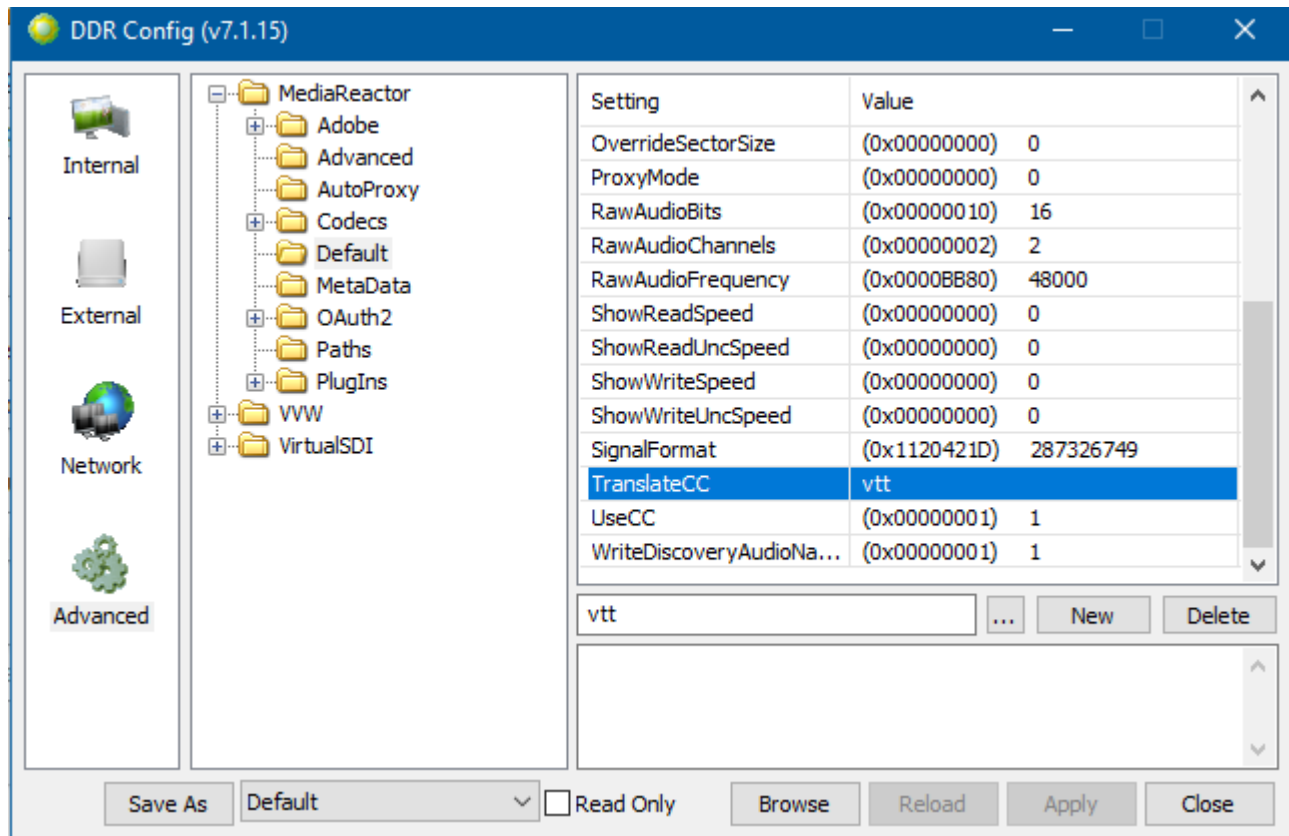 DDR Config (v7.1.15)
Internal
External
Network
Advanced
MediaReactor
Adobe
Advanced
AutoProxy
Codecs
Default
MetaData
OAuth2
Paths
PlugIns
VVW
VirtualSDI
Setting Value
OverrideSectorSize (0x00000000) 0
ProxyMode (0x00000000) 0
RawAudioBits (0x00000010) 16
RawAudioChannels (0x00000002) 2
RawAudioFrequency (0x0000BB80) 48000
ShowReadSpeed (0x00000000) 0
ShowReadUncSpeed (0x00000000) 0
ShowWriteSpeed (0x00000000) 0
ShowWriteUncSpeed (0x00000000) 0
SignalFormat (0x1120421D) 287326749
TranslateCC vtt
UseCC (0x00000001) 1
WriteDiscoveryAudioNa... (0x00000001) 1
vtt ... New Delete
Save As Default Read Only Browse Reload Apply Close